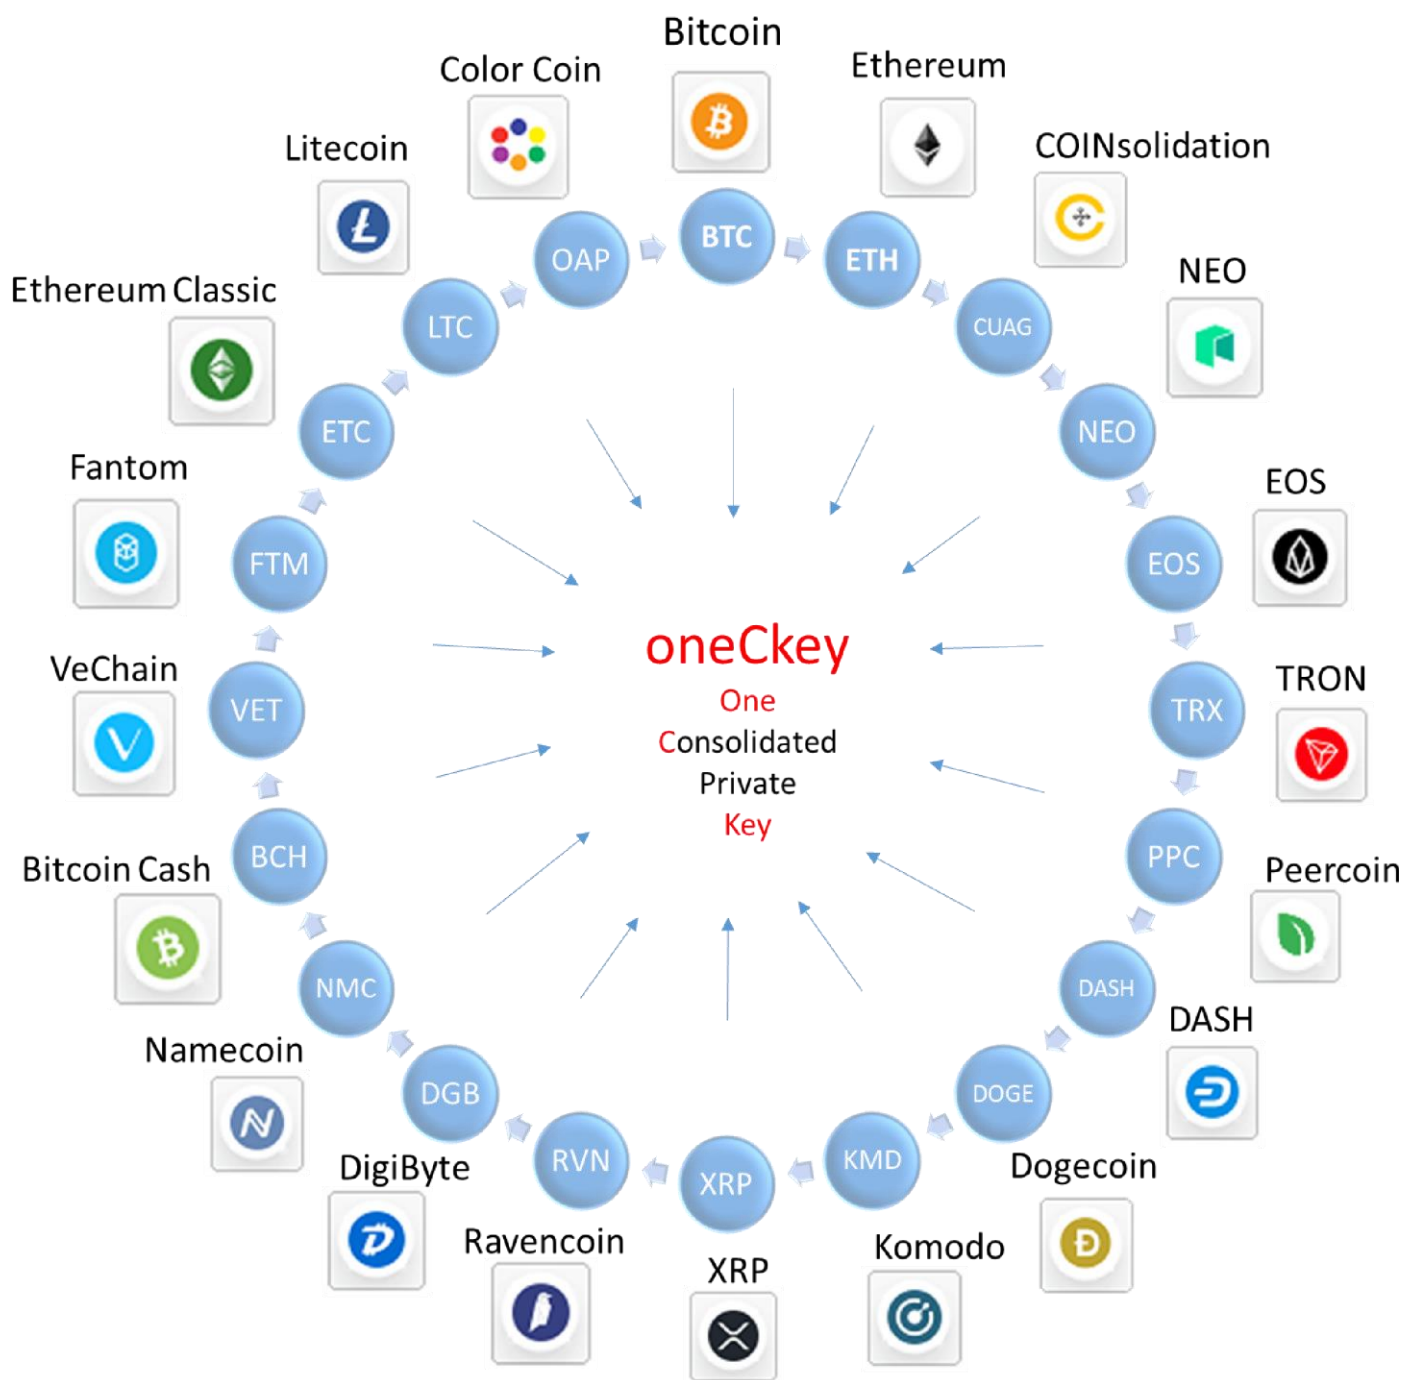 Bitcoin
Ethereum
COINsolidation
NEO
EOS
TRON
Peercoin
DASH
Dogecoin
Komodo
XRP
Ravencoin
DigiByte
Namecoin
Bitcoin Cash
VeChain
Fantom
Ethereum Classic
Litecoin
Color Coin
BTC
ETH
CUAG
NEO
EOS
TRX
PPC
DASH
DOGE
KMD
XRP
RVN
DGB
NMC
BCH
VET
FTM
ETC
LTC
OAP
oneCkey
One
Consolidated
Private
Key